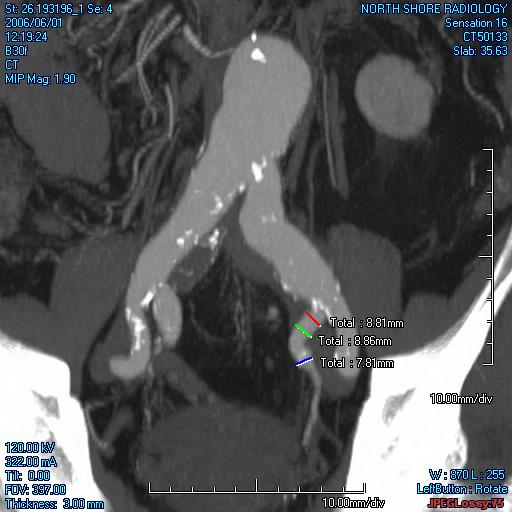 St: 26.193196_1 Se: 4
2006/06/01
12:19:24
B30f
CT
MIP Mag: 1.90
NORTH SHORE RADIOLOGY
Sensation 16
CT50133
Slab: 35.63
Total : 8.81mm
Total : 8.86mm
Total : 7.81mm
10.00mm/div
120.00 kV
322.00 mA
Tilt: 0.00
FOV: 397.00
Thickness: 3.00 mm
10.00mm/div
W : 870 L : 255
LeftButton : Rotate
JPEGLossy:75